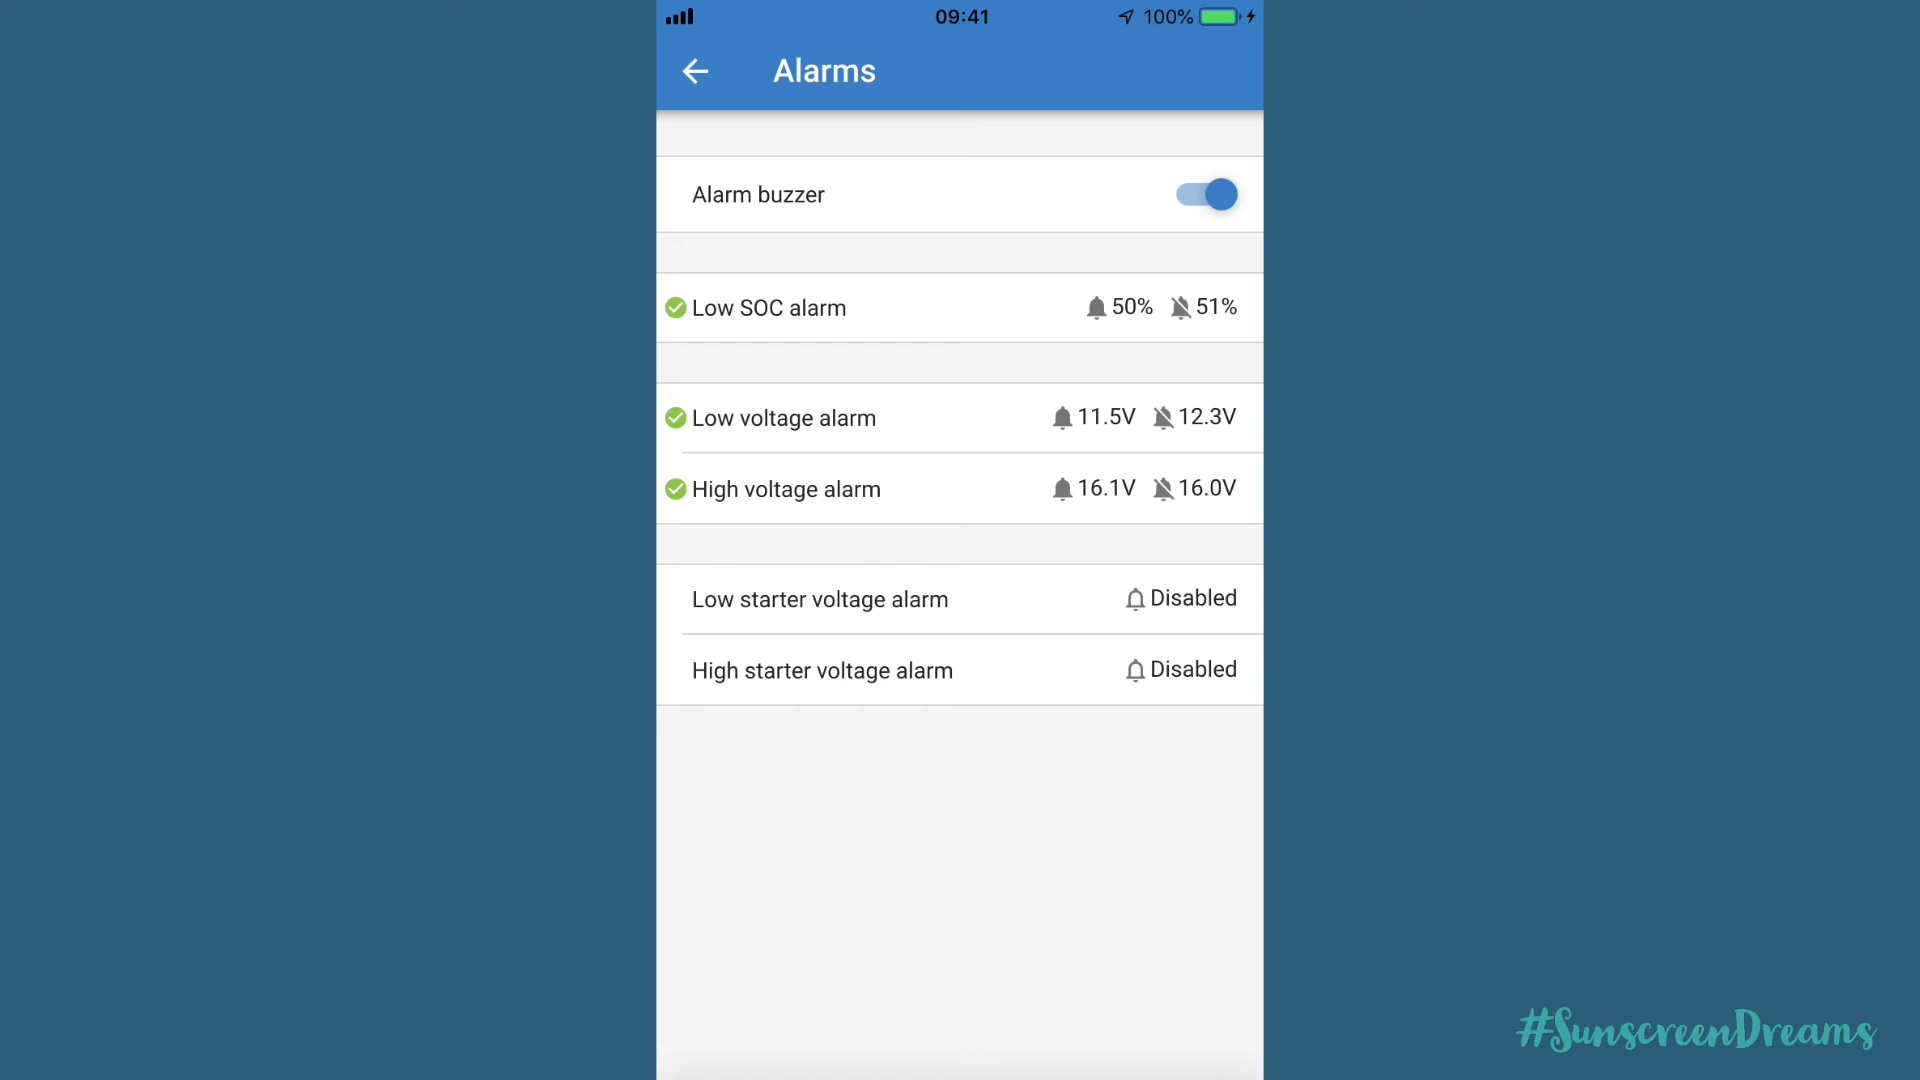 09:41
100%
Alarms
Alarm buzzer
Low SOC alarm 50% 51%
Low voltage alarm 11.5V 12.3V
High voltage alarm 16.1V 16.0V
Low starter voltage alarm Disabled
High starter voltage alarm Disabled
#SunscreenDreams